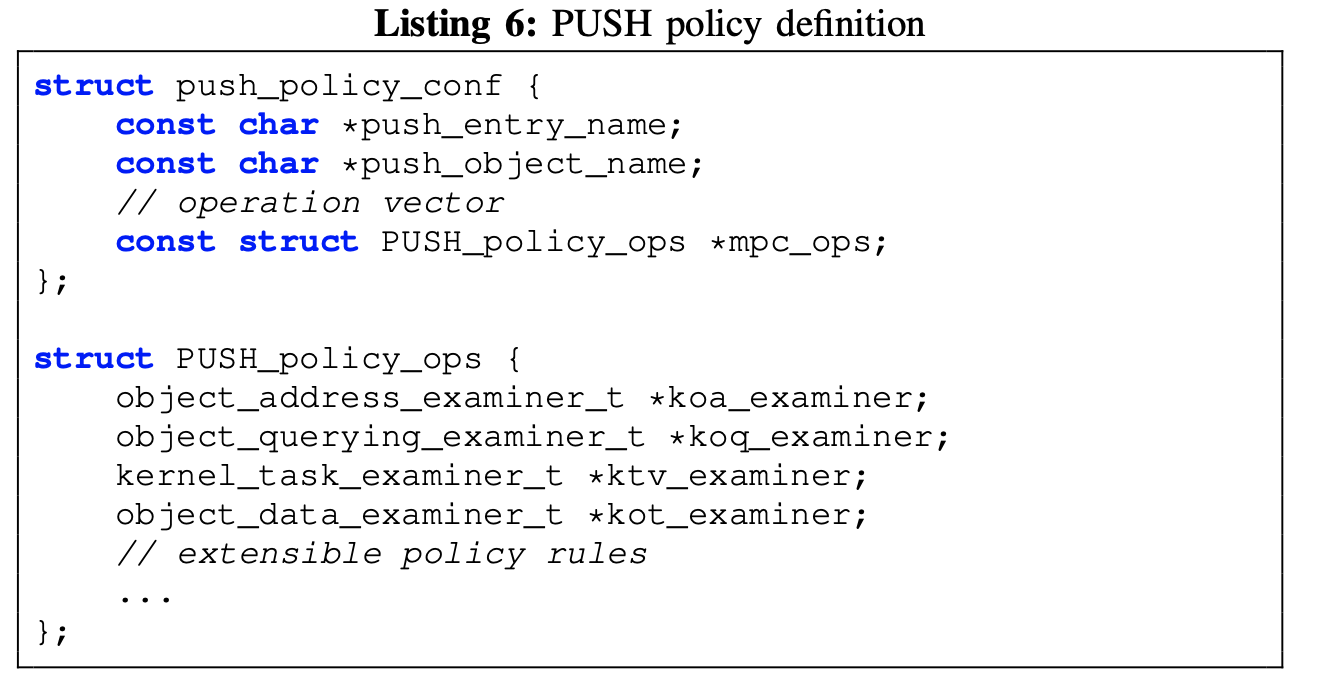 Listing 6: PUSH policy definition
struct push_policy_conf {
    const char *push_entry_name;
    const char *push_object_name;
    // operation vector
    const struct PUSH_policy_ops *mpc_ops;
};

struct PUSH_policy_ops {
    object_address_examiner_t *koa_examiner;
    object_querying_examiner_t *koq_examiner;
    kernel_task_examiner_t *ktv_examiner;
    object_data_examiner_t *kot_examiner;
    // extensible policy rules
    ...
};